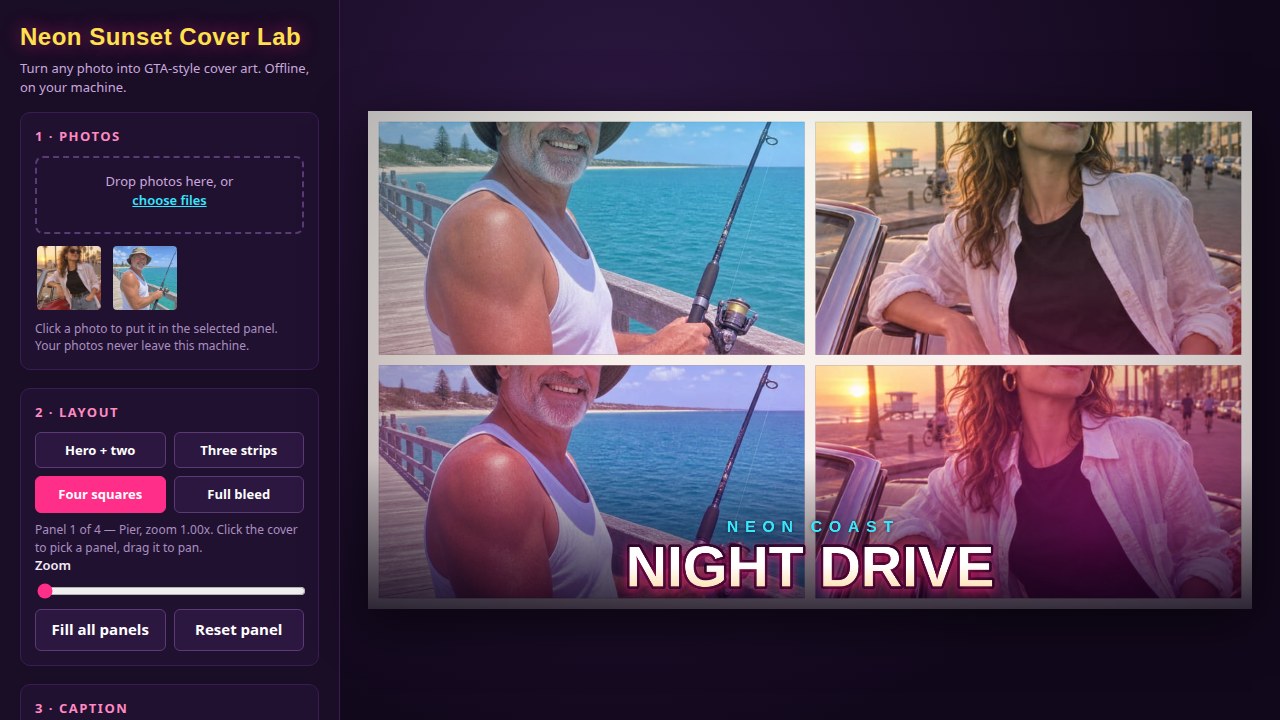 Neon Sunset Cover Lab
Turn any photo into GTA-style cover art. Offline,
on your machine.
1 · PHOTOS
Drop photos here, or
choose files
Click a photo to put it in the selected panel.
Your photos never leave this machine.
2 · LAYOUT
Hero + two
Three strips
Four squares
Full bleed
Panel 1 of 4 — Pier, zoom 1.00x. Click the cover
to pick a panel, drag it to pan.
Zoom
Fill all panels
Reset panel
3 · CAPTION
NEON COAST
NIGHT DRIVE